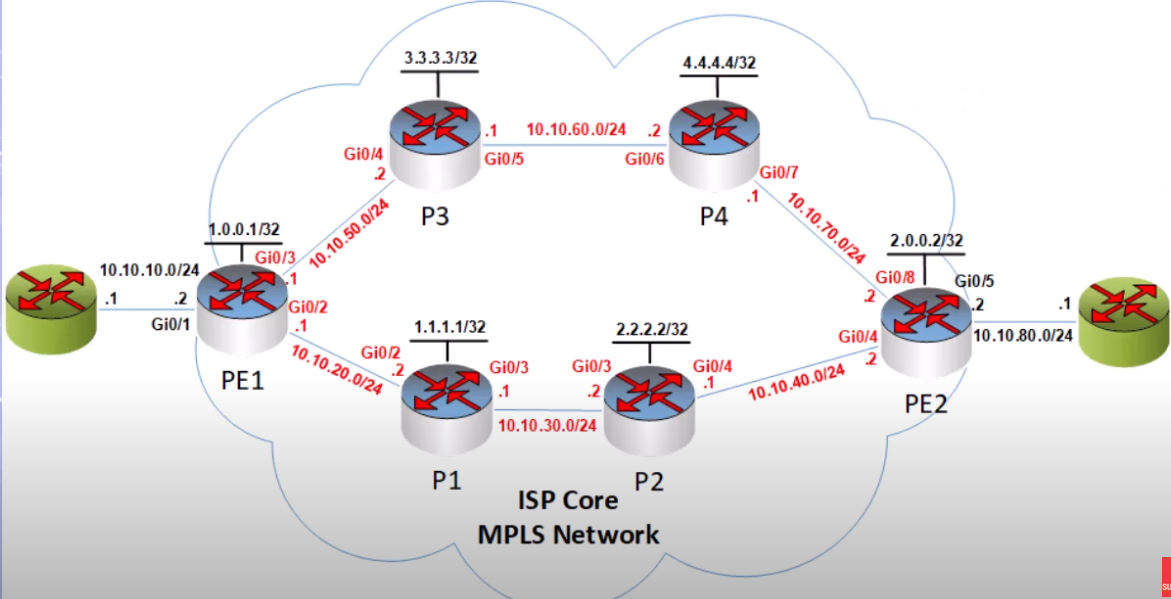 3.3.3.3/32
4.4.4.4/32
.1
10.10.60.0/24
.2
Gi0/4
.2
Gi0/5
Gi0/6
Gi0/7
.1
P3
P4
10.10.50.0/24
10.10.70.0/24
1.0.0.1/32
2.0.0.2/32
10.10.10.0/24
Gi0/3
.1
Gi0/8
.2
Gi0/5
.2
.1
.2
.1
Gi0/1
Gi0/2
.1
10.10.80.0/24
1.1.1.1/32
2.2.2.2/32
Gi0/4
.2
PE1
10.10.20.0/24
Gi0/2
.2
Gi0/3
.1
Gi0/3
.2
Gi0/4
.1
10.10.40.0/24
PE2
10.10.30.0/24
P1
P2
ISP Core
MPLS Network